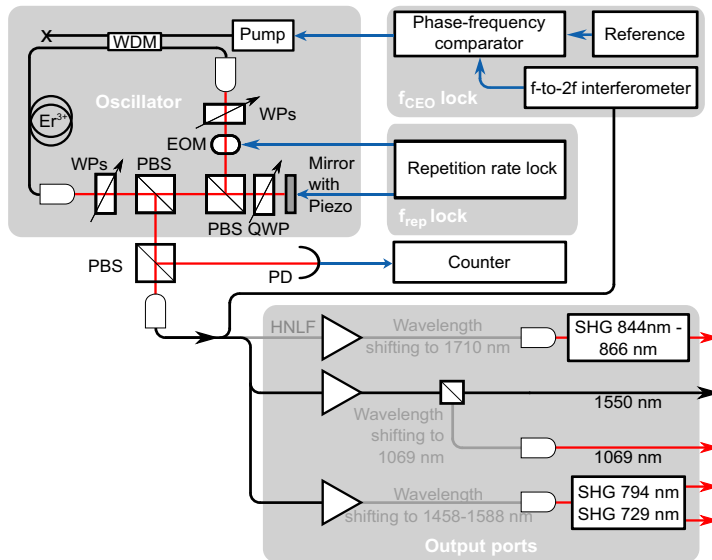 X
WDM
Pump
Phase-frequency
comparator
Reference
f-to-2f interferometer
fCEO lock
Oscillator
Er3+
WPs
EOM
WPs
PBS
Mirror
with
Piezo
PBS
QWP
Repetition rate lock
frep lock
PBS
PD
Counter
HNLF
Wavelength
shifting to 1710 nm
SHG 844nm -
866 nm
1550 nm
Wavelength
shifting to
1069 nm
1069 nm
Wavelength
shifting to 1458-1588nm
SHG 794 nm
SHG 729 nm
Output ports